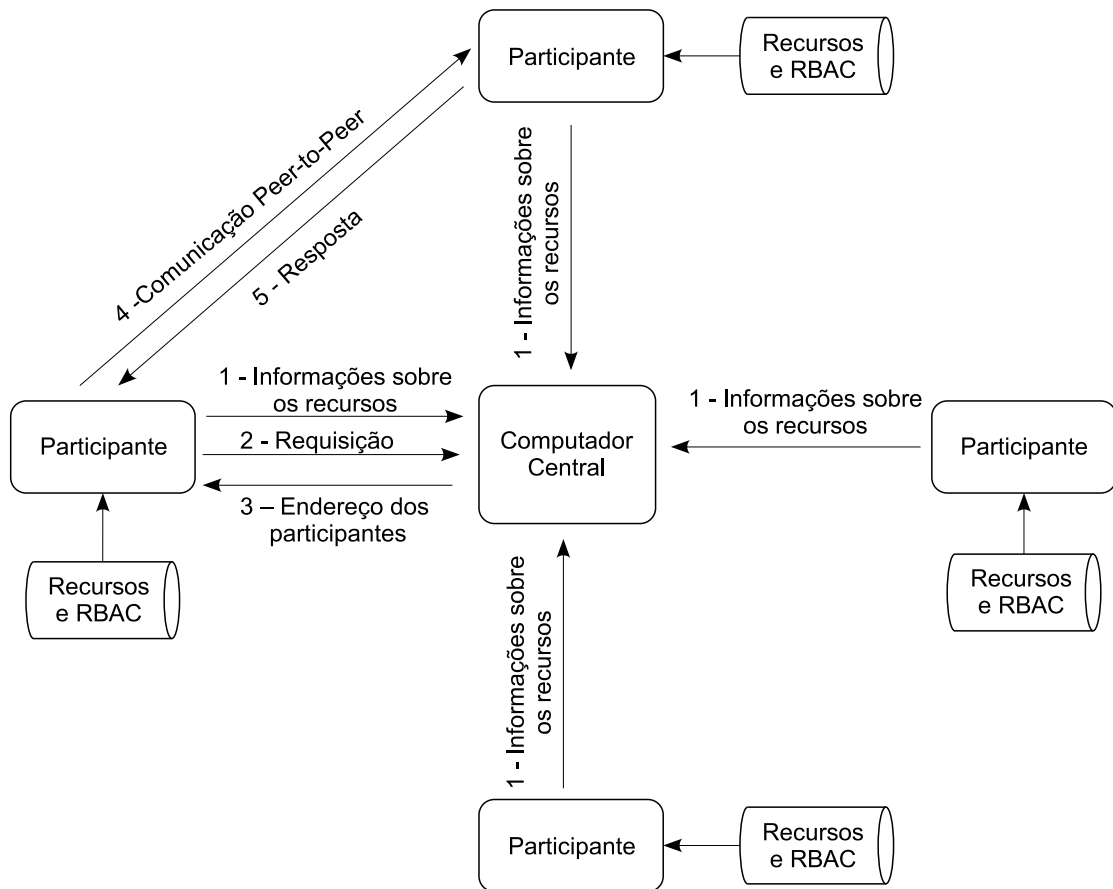 Participante
Recursos
e RBAC
4 -Comunicação Peer-to-Peer
5 - Resposta
1 - Informações sobre
os recursos
1 - Informações sobre
os recursos
2 - Requisição
3 – Endereço dos
participantes
Participante
Recursos
e RBAC
Computador
Central
1 - Informações sobre
os recursos
Participante
Recursos
e RBAC
1 - Informações sobre
os recursos
Participante
Recursos
e RBAC